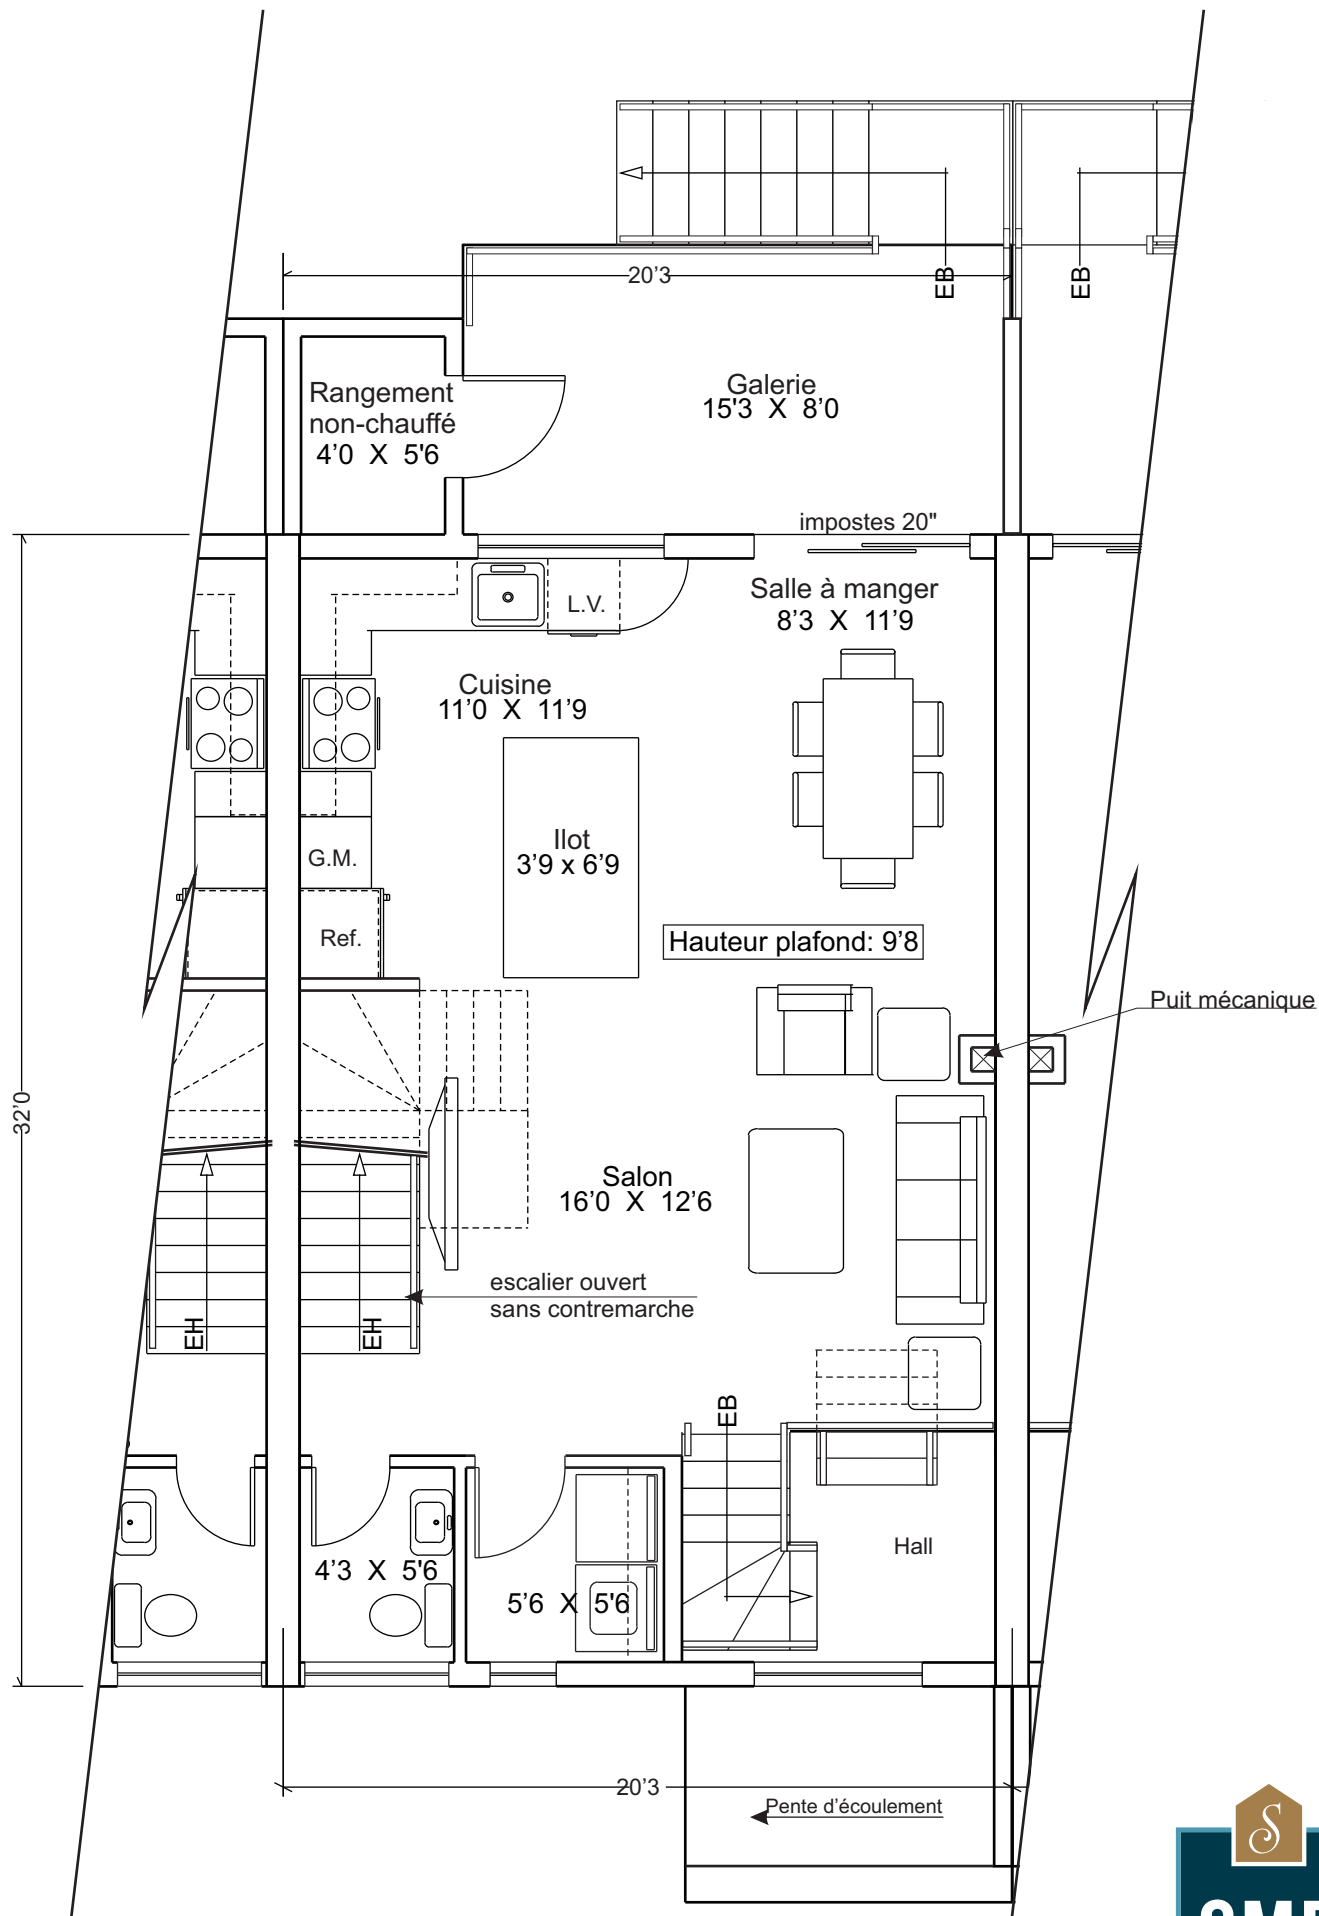 20'3
EB
EB
Rangement
non-chauffé
4'0 X 5'6
Galerie
15'3 X 8'0
impostes 20"
L.V.
Salle à manger
8'3 X 11'9
Cuisine
11'0 X 11'9
Ilot
3'9 x 6'9
G.M.
Ref.
Hauteur plafond: 9'8
Puit mécanique
32'0
Salon
16'0 X 12'6
escalier ouvert
sans contremarche
EH
EH
EB
Hall
4'3 X 5'6
5'6 X 5'6
20'3
Pente d'écoulement
S